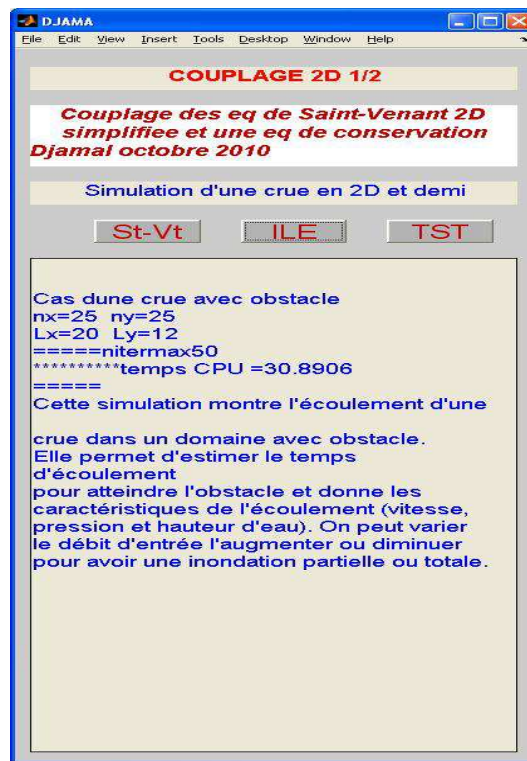 DJAMA
File Edit View Insert Tools Desktop Window Help
COUPLAGE 2D 1/2
Couplage des eq de Saint-Venant 2D
simplifiee et une eq de conservation
Djamal octobre 2010
Simulation d'une crue en 2D et demi
St-Vt ILE TST
Cas dune crue avec obstacle
nx=25 ny=25
Lx=20 Ly=12
=====nitermax50
**********temps CPU =30.8906
=====
Cette simulation montre l'écoulement d'une
crue dans un domaine avec obstacle.
Elle permet d'estimer le temps
d'écoulement
pour atteindre l'obstacle et donne les
caractéristiques de l'écoulement (vitesse,
pression et hauteur d'eau). On peut varier
le débit d'entrée l'augmenter ou diminuer
pour avoir une inondation partielle ou totale.